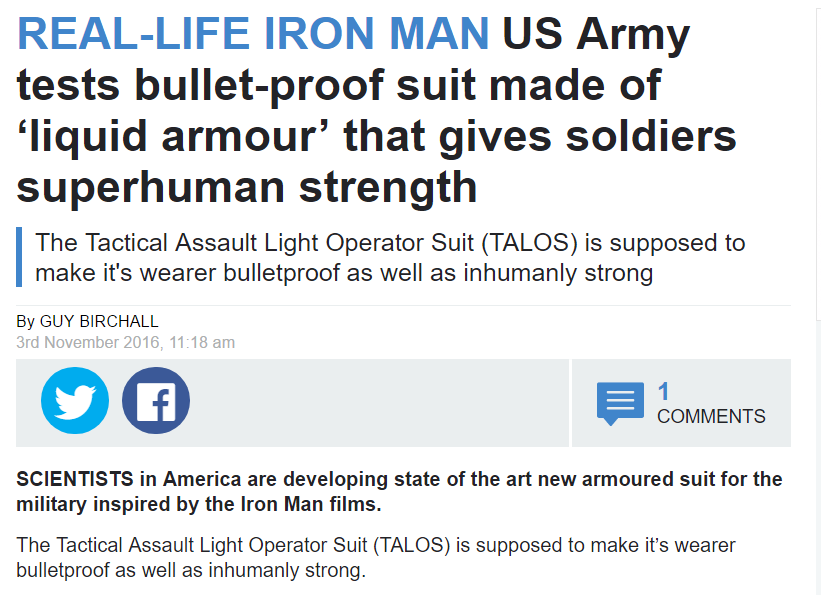 REAL-LIFE IRON MAN US Army
tests bullet-proof suit made of
‘liquid armour’ that gives soldiers
superhuman strength
The Tactical Assault Light Operator Suit (TALOS) is supposed to
make it's wearer bulletproof as well as inhumanly strong
By GUY BIRCHALL
3rd November 2016, 11:18 am
1
COMMENTS
SCIENTISTS in America are developing state of the art new armoured suit for the
military inspired by the Iron Man films.
The Tactical Assault Light Operator Suit (TALOS) is supposed to make it’s wearer
bulletproof as well as inhumanly strong.